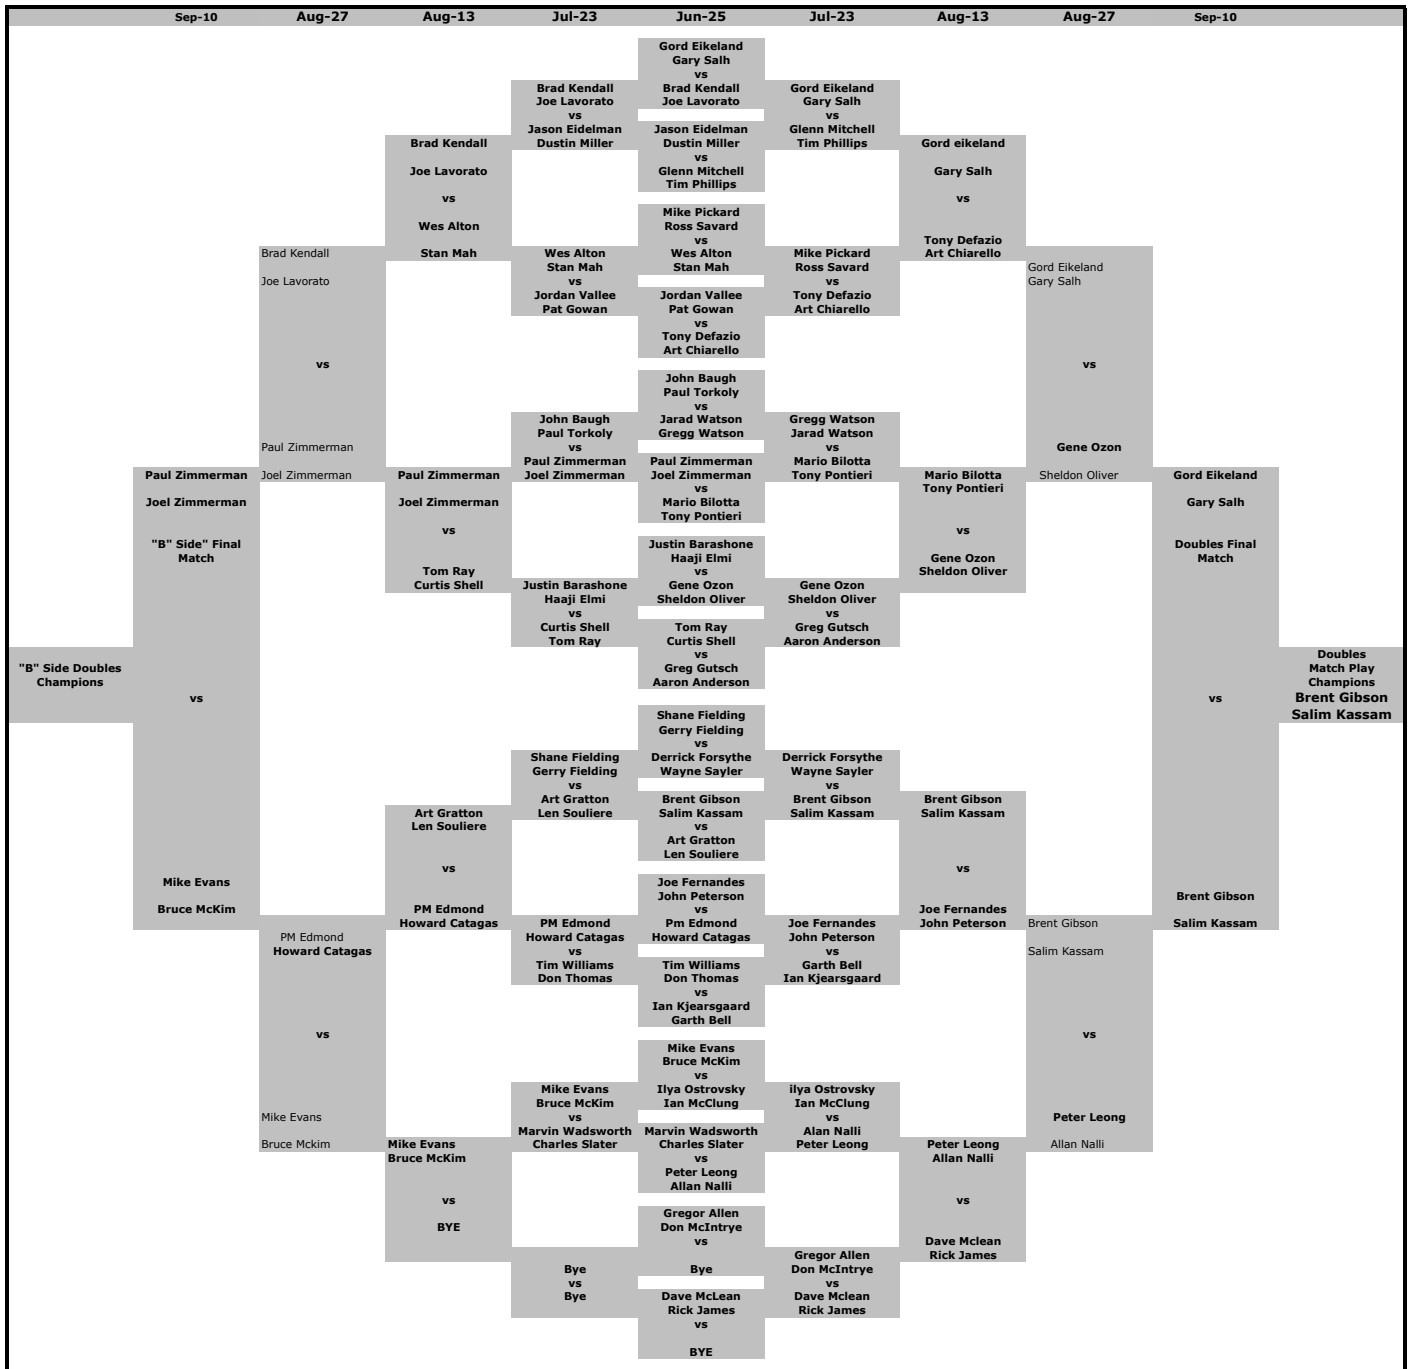 Sep-10 Aug-27 Aug-13 Jul-23 Jun-25 Jul-23 Aug-13 Aug-27 Sep-10
Gord Eikeland
Gary Salh
vs
Brad Kendall Brad Kendall Gord Eikeland
Joe Lavorato Joe Lavorato Gary Salh
vs vs
Jason Eidelman Jason Eidelman Glenn Mitchell
Brad Kendall Dustin Miller Dustin Miller Tim Phillips Gord eikeland
vs
Joe Lavorato Glenn Mitchell Gary Salh
Tim Phillips
vs vs
Mike Pickard
Wes Alton Ross Savard
vs Tony Defazio
Brad Kendall Stan Mah Wes Alton Wes Alton Mike Pickard Art Chiarello
Stan Mah Stan Mah Ross Savard Gord Eikeland
Joe Lavorato vs vs Gary Salh
Jordan Vallee Jordan Vallee Tony Defazio
Pat Gowan Pat Gowan Art Chiarello
vs
Tony Defazio
Art Chiarello
vs vs
John Baugh
Paul Torkoly
vs
John Baugh Jarad Watson Gregg Watson
Paul Torkoly Gregg Watson Jarad Watson
Paul Zimmerman vs vs Gene Ozon
Paul Zimmerman Paul Zimmerman Mario Bilotta
Paul Zimmerman Joel Zimmerman Paul Zimmerman Joel Zimmerman Joel Zimmerman Tony Pontieri Mario Bilotta Sheldon Oliver Gord Eikeland
vs Tony Pontieri
Joel Zimmerman Joel Zimmerman Mario Bilotta Gary Salh
Tony Pontieri
vs vs
"B" Side" Final Justin Barashone Doubles Final
Match Haaji Elmi Gene Ozon Match
Tom Ray vs Sheldon Oliver
Curtis Shell Justin Barashone Gene Ozon Gene Ozon
Haaji Elmi Sheldon Oliver Sheldon Oliver
vs vs
Curtis Shell Tom Ray Greg Gutsch
Tom Ray Curtis Shell Aaron Anderson
vs Doubles
"B" Side Doubles Greg Gutsch Match Play
Champions Aaron Anderson Champions
vs vs Brent Gibson
Shane Fielding Salim Kassam
Gerry Fielding
vs
Shane Fielding Derrick Forsythe Derrick Forsythe
Gerry Fielding Wayne Sayler Wayne Sayler
vs vs
Art Gratton Brent Gibson Brent Gibson Brent Gibson
Art Gratton Len Souliere Salim Kassam Salim Kassam Salim Kassam
Len Souliere vs
Art Gratton
Len Souliere
vs vs
Mike Evans Joe Fernandes
John Peterson Brent Gibson
Bruce McKim PM Edmond vs Joe Fernandes
Howard Catagas PM Edmond Pm Edmond Joe Fernandes John Peterson Brent Gibson Salim Kassam
PM Edmond Howard Catagas Howard Catagas John Peterson
Howard Catagas vs vs Salim Kassam
Tim Williams Tim Williams Garth Bell
Don Thomas Don Thomas Ian Kjearsgaard
vs
Ian Kjearsgaard
Garth Bell
vs vs
Mike Evans
Bruce McKim
vs
Mike Evans Ilya Ostrovsky ilya Ostrovsky
Bruce McKim Ian McClung Ian McClung
Mike Evans vs vs Peter Leong
Marvin Wadsworth Marvin Wadsworth Alan Nalli
Bruce Mckim Mike Evans Charles Slater Charles Slater Peter Leong Peter Leong Allan Nalli
Bruce McKim vs Allan Nalli
Peter Leong
Allan Nalli
vs vs
Gregor Allen
BYE Don McIntrye
vs Dave Mclean
Gregor Allen Rick James
Bye Bye Don McIntrye
vs vs
Bye Dave McLean Dave Mclean
Rick James Rick James
vs
BYE